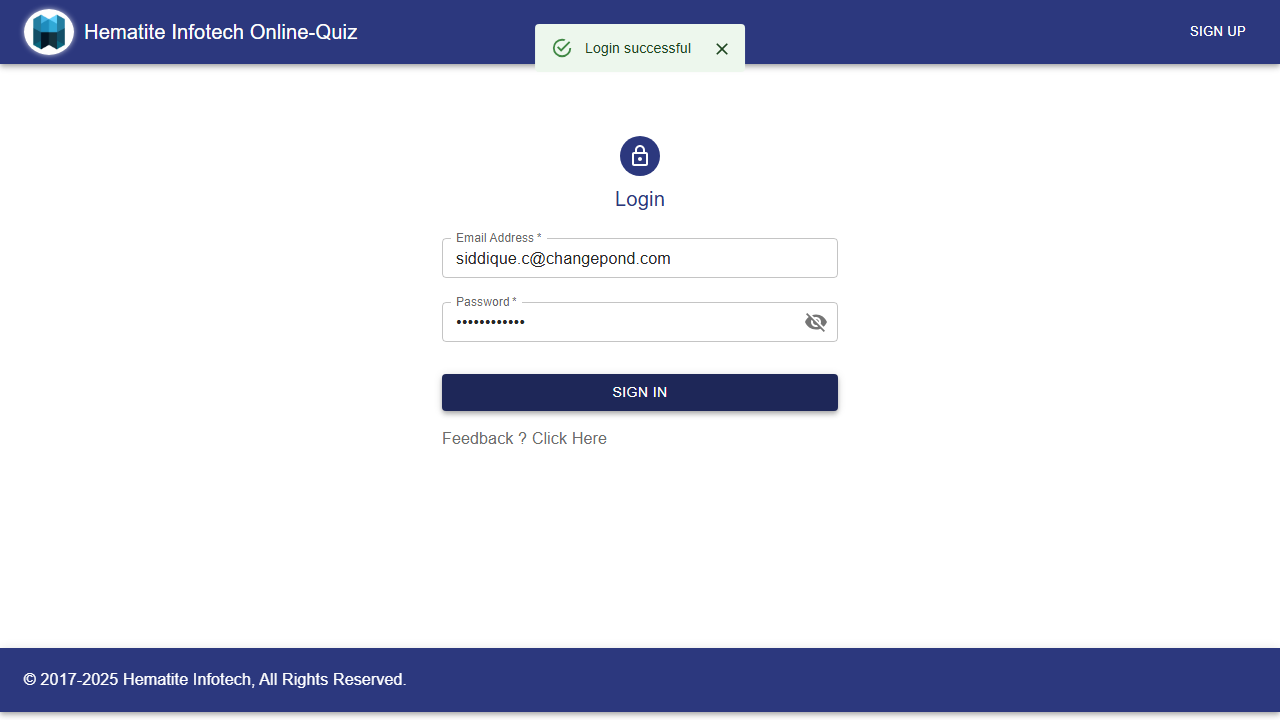 Hematite Infotech Online-Quiz
Login successful
SIGN UP
Login
Email Address *
siddique.c@changepond.com
Password *
••••••••••••
SIGN IN
Feedback ? Click Here
© 2017-2025 Hematite Infotech, All Rights Reserved.